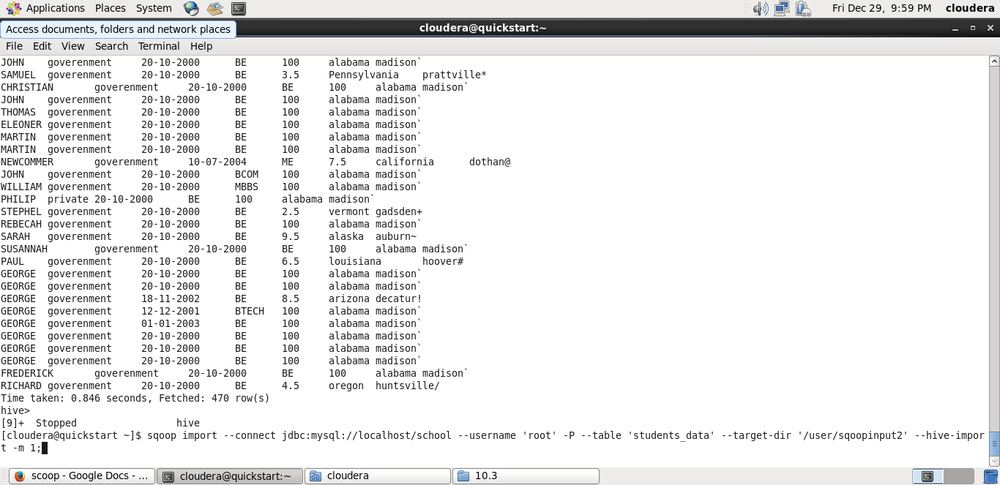 Applications Places System Fri Dec 29, 9:59 PM cloudera
Access documents, folders and network places cloudera@quickstart:~
File Edit View Search Terminal Help
JOHN goverenment 20-10-2000 BE 100 alabama madison`
SAMUEL goverenment 20-10-2000 BE 3.5 Pennsylvania prattville*
CHRISTIAN goverenment 20-10-2000 BE 100 alabama madison`
JOHN goverenment 20-10-2000 BE 100 alabama madison`
THOMAS goverenment 20-10-2000 BE 100 alabama madison`
ELEONER goverenment 20-10-2000 BE 100 alabama madison`
MARTIN goverenment 20-10-2000 BE 100 alabama madison`
MARTIN goverenment 20-10-2000 BE 100 alabama madison`
NEWCOMMER goverenment 10-07-2004 ME 7.5 california dothan@
JOHN goverenment 20-10-2000 BCOM 100 alabama madison`
WILLIAM goverenment 20-10-2000 MBBS 100 alabama madison`
PHILIP private 20-10-2000 BE 100 alabama madison`
STEPHEL goverenment 20-10-2000 BE 2.5 vermont gadsden+
REBECAH goverenment 20-10-2000 BE 100 alabama madison`
SARAH goverenment 20-10-2000 BE 9.5 alaska auburn~
SUSANNAH goverenment 20-10-2000 BE 100 alabama madison`
PAUL goverenment 20-10-2000 BE 6.5 louisiana hoover#
GEORGE goverenment 20-10-2000 BE 100 alabama madison`
GEORGE goverenment 20-10-2000 BE 100 alabama madison`
GEORGE goverenment 18-11-2002 BE 8.5 arizona decatur!
GEORGE goverenment 12-12-2001 BTECH 100 alabama madison`
GEORGE goverenment 01-01-2003 BE 100 alabama madison`
GEORGE goverenment 20-10-2000 BE 100 alabama madison`
GEORGE goverenment 20-10-2000 BE 100 alabama madison`
GEORGE goverenment 20-10-2000 BE 100 alabama madison`
FREDERICK goverenment 20-10-2000 BE 100 alabama madison`
RICHARD goverenment 20-10-2000 BE 4.5 oregon huntsville/
Time taken: 0.846 seconds, Fetched: 470 row(s)
hive>
[9]+ Stopped hive
[cloudera@quickstart ~]$ sqoop import --connect jdbc:mysql://localhost/school --username 'root' -P --table 'students_data' --target-dir '/user/sqoopinput2' --hive-impor
t -m 1;
scoop - Google Docs - ... cloudera@quickstart:~ cloudera 10.3